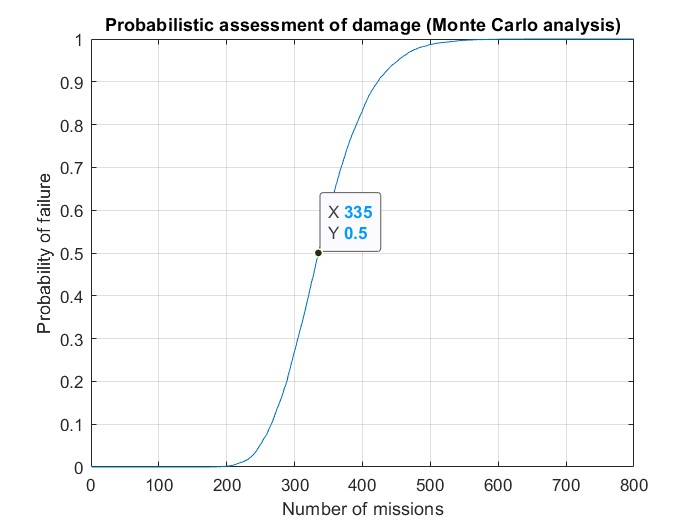 Probabilistic assessment of damage (Monte Carlo analysis)
1
0.9
0.8
0.7
0.6
0.5
0.4
0.3
0.2
0.1
0
Probability of failure
X 335
Y 0.5
0 100 200 300 400 500 600 700 800
Number of missions